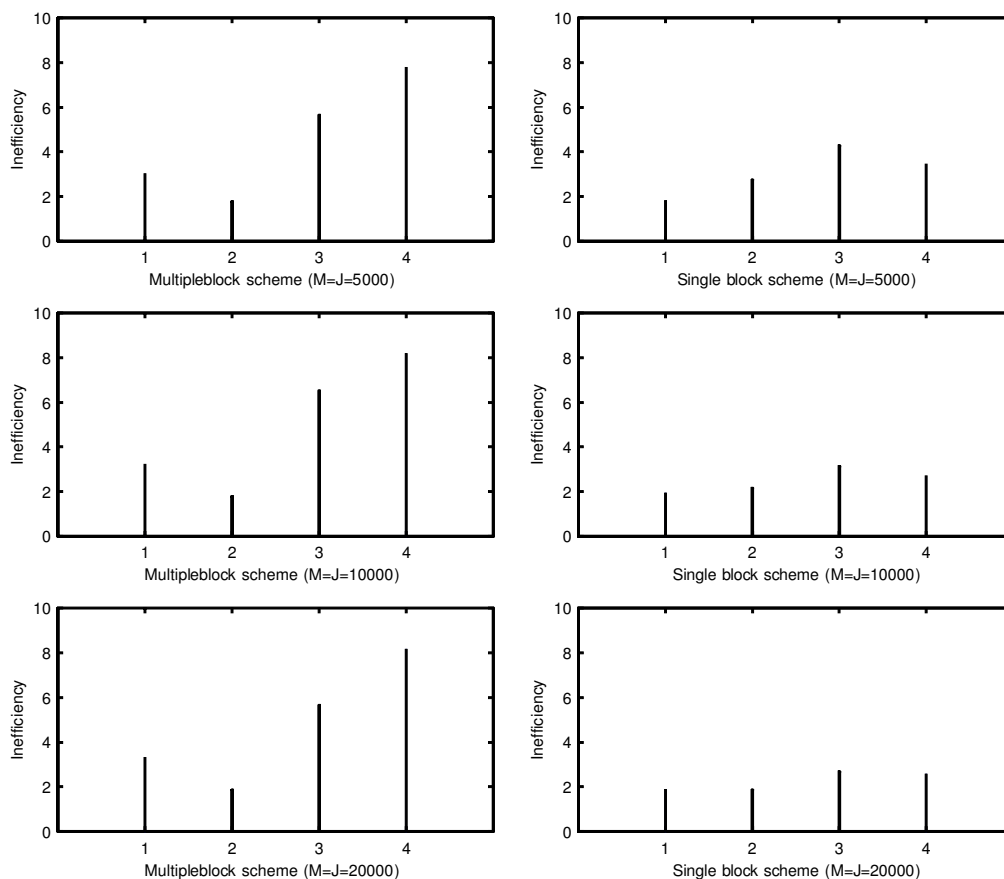 10
8
6
4
2
0
Inefficiency
1 2 3 4
Multipleblock scheme (M=J=5000)
10
8
6
4
2
0
Inefficiency
1 2 3 4
Single block scheme (M=J=5000)
10
8
6
4
2
0
Inefficiency
1 2 3 4
Multipleblock scheme (M=J=10000)
10
8
6
4
2
0
Inefficiency
1 2 3 4
Single block scheme (M=J=10000)
10
8
6
4
2
0
Inefficiency
1 2 3 4
Multipleblock scheme (M=J=20000)
10
8
6
4
2
0
Inefficiency
1 2 3 4
Single block scheme (M=J=20000)